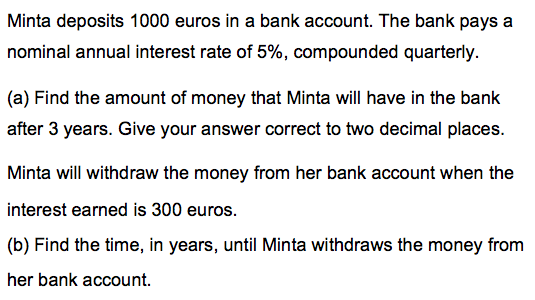 Minta deposits 1000 euros in a bank account. The bank pays a
nominal annual interest rate of 5%, compounded quarterly.
(a) Find the amount of money that Minta will have in the bank
after 3 years. Give your answer correct to two decimal places.
Minta will withdraw the money from her bank account when the
interest earned is 300 euros.
(b) Find the time, in years, until Minta withdraws the money from
her bank account.